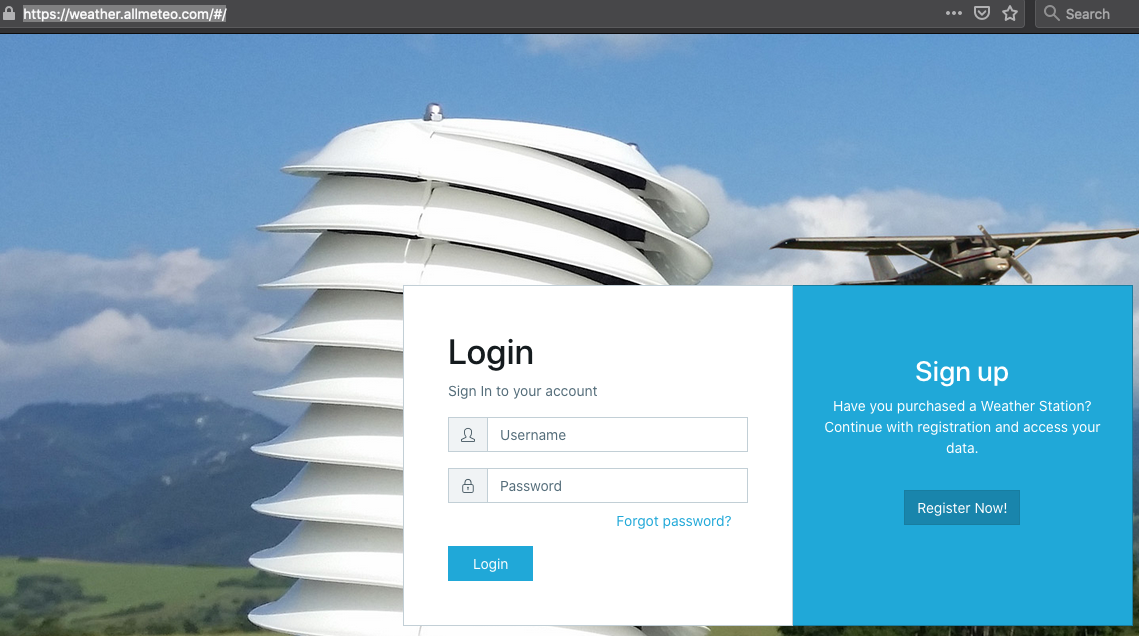 https://weather.allmeteo.com/#/
Search
Login
Sign In to your account
Username
Password
Forgot password?
Login
Sign up
Have you purchased a Weather Station?
Continue with registration and access your
data.
Register Now!